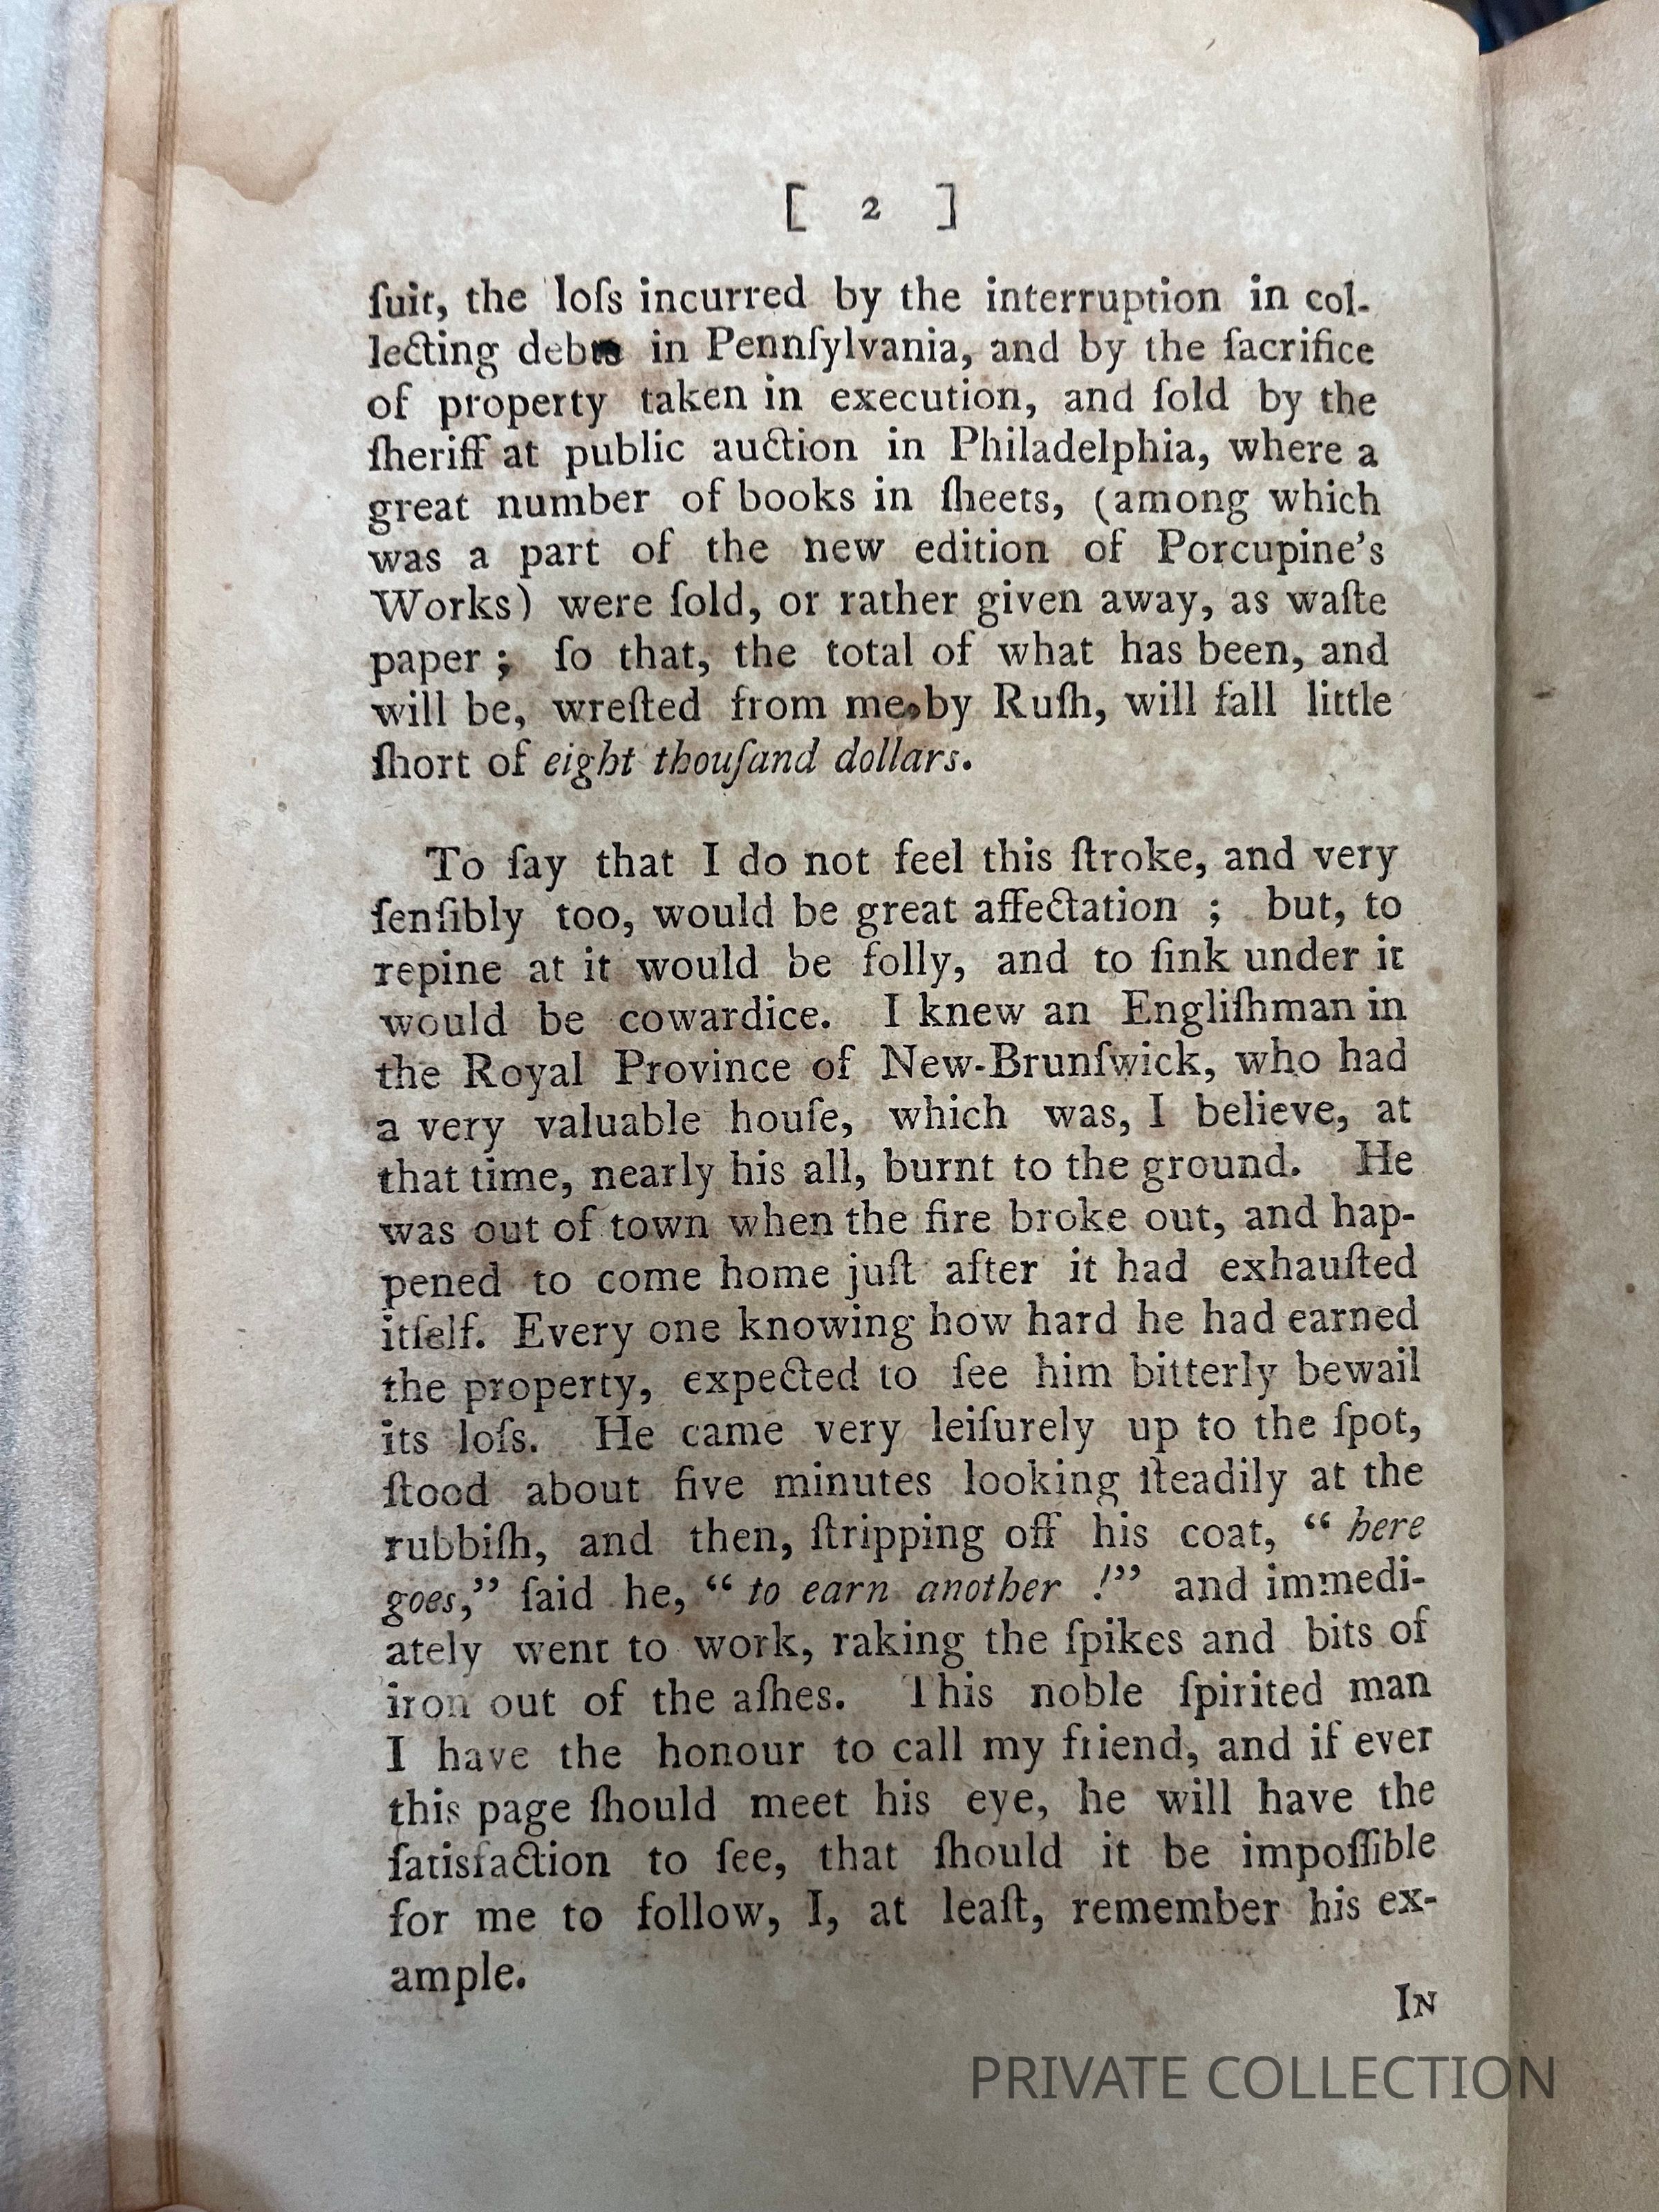 [ 2 ]
ſuit, the loſs incurred by the interruption in col-
lecting debts in Pennſylvania, and by the ſacrifice
of property taken in execution, and ſold by the
ſheriff at public auction in Philadelphia, where a
great number of books in ſheets, (among which
was a part of the new edition of Porcupine’s
Works) were ſold, or rather given away, as waſte
paper ; ſo that, the total of what has been, and
will be, wreſted from me, by Ruſh, will fall little
ſhort of eight thouſand dollars.
To ſay that I do not feel this ſtroke, and very
ſenſibly too, would be great affectation ; but, to
repine at it would be folly, and to ſink under it
would be cowardice. I knew an Engliſhman in
the Royal Province of New-Brunſwick, who had
a very valuable houſe, which was, I believe, at
that time, nearly his all, burnt to the ground. He
was out of town when the fire broke out, and hap-
pened to come home juſt after it had exhauſted
itſelf. Every one knowing how hard he had earned
the property, expected to ſee him bitterly bewail
its loſs. He came very leiſurely up to the ſpot,
ſtood about five minutes looking ſteadily at the
rubbiſh, and then, ſtripping off his coat, “ here
goes,” ſaid he, “ to earn another !” and immedi-
ately went to work, raking the ſpikes and bits of
iron out of the aſhes. This noble ſpirited man
I have the honour to call my friend, and if ever
this page ſhould meet his eye, he will have the
ſatisfaction to ſee, that ſhould it be impoſſible
for me to follow, I, at leaſt, remember his ex-
ample.
IN
PRIVATE COLLECTION